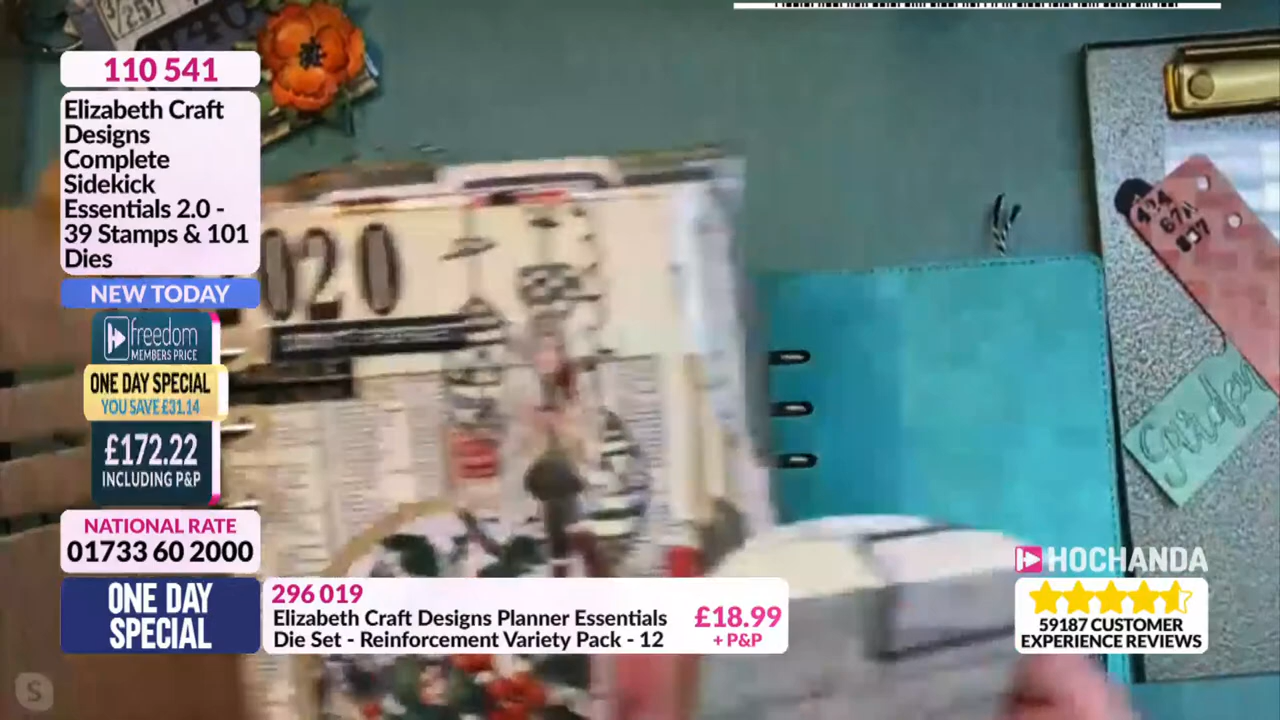 110 541
Elizabeth Craft
Designs
Complete
Sidekick
Essentials 2.0 -
39 Stamps & 101
Dies
NEW TODAY
freedom
MEMBERS PRICE
ONE DAY SPECIAL
YOU SAVE £31.14
£172.22
INCLUDING P&P
NATIONAL RATE
01733 60 2000
ONE DAY
SPECIAL
296 019
Elizabeth Craft Designs Planner Essentials
Die Set - Reinforcement Variety Pack - 12
£18.99
+ P&P
HOCHANDA
59187 CUSTOMER
EXPERIENCE REVIEWS
020
Garden
S